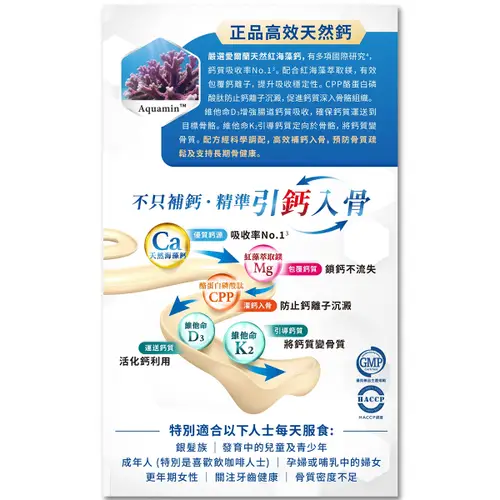 正品高效天然鈣
嚴選愛爾蘭天然紅海藻鈣，有多項國際研究⁴，
鈣質吸收率No.1³。配合紅海藻萃取鎂，有效
包覆鈣離子，提升吸收穩定性。CPP酪蛋白磷
酸肽防止鈣離子沉澱，促進鈣質深入骨骼組織。
維他命D₃增強腸道鈣質吸收，確保鈣質運送到
目標骨骼。維他命K₂引導鈣質定向於骨骼，將鈣質變
骨質。配方經科學調配，高效補鈣入骨，預防骨質疏
鬆及支持長期骨健康。
Aquamin™
不只補鈣・精準引鈣入骨
Ca
天然海藻鈣
優質鈣源
吸收率No.1³
紅藻萃取鎂
Mg
包覆鈣質
鎖鈣不流失
酪蛋白磷酸肽
CPP
潔鈣入骨
防止鈣離子沉澱
維他命
D₃
運送鈣質
活化鈣利用
維他命
K₂
引導鈣質
將鈣質變骨質
GMP
HACCP
HACCP認證
特別適合以下人士每天服食：
銀髮族｜發育中的兒童及青少年
成年人（特別是喜歡飲咖啡人士）｜孕婦或哺乳中的婦女
更年期女性｜關注牙齒健康｜骨質密度不足